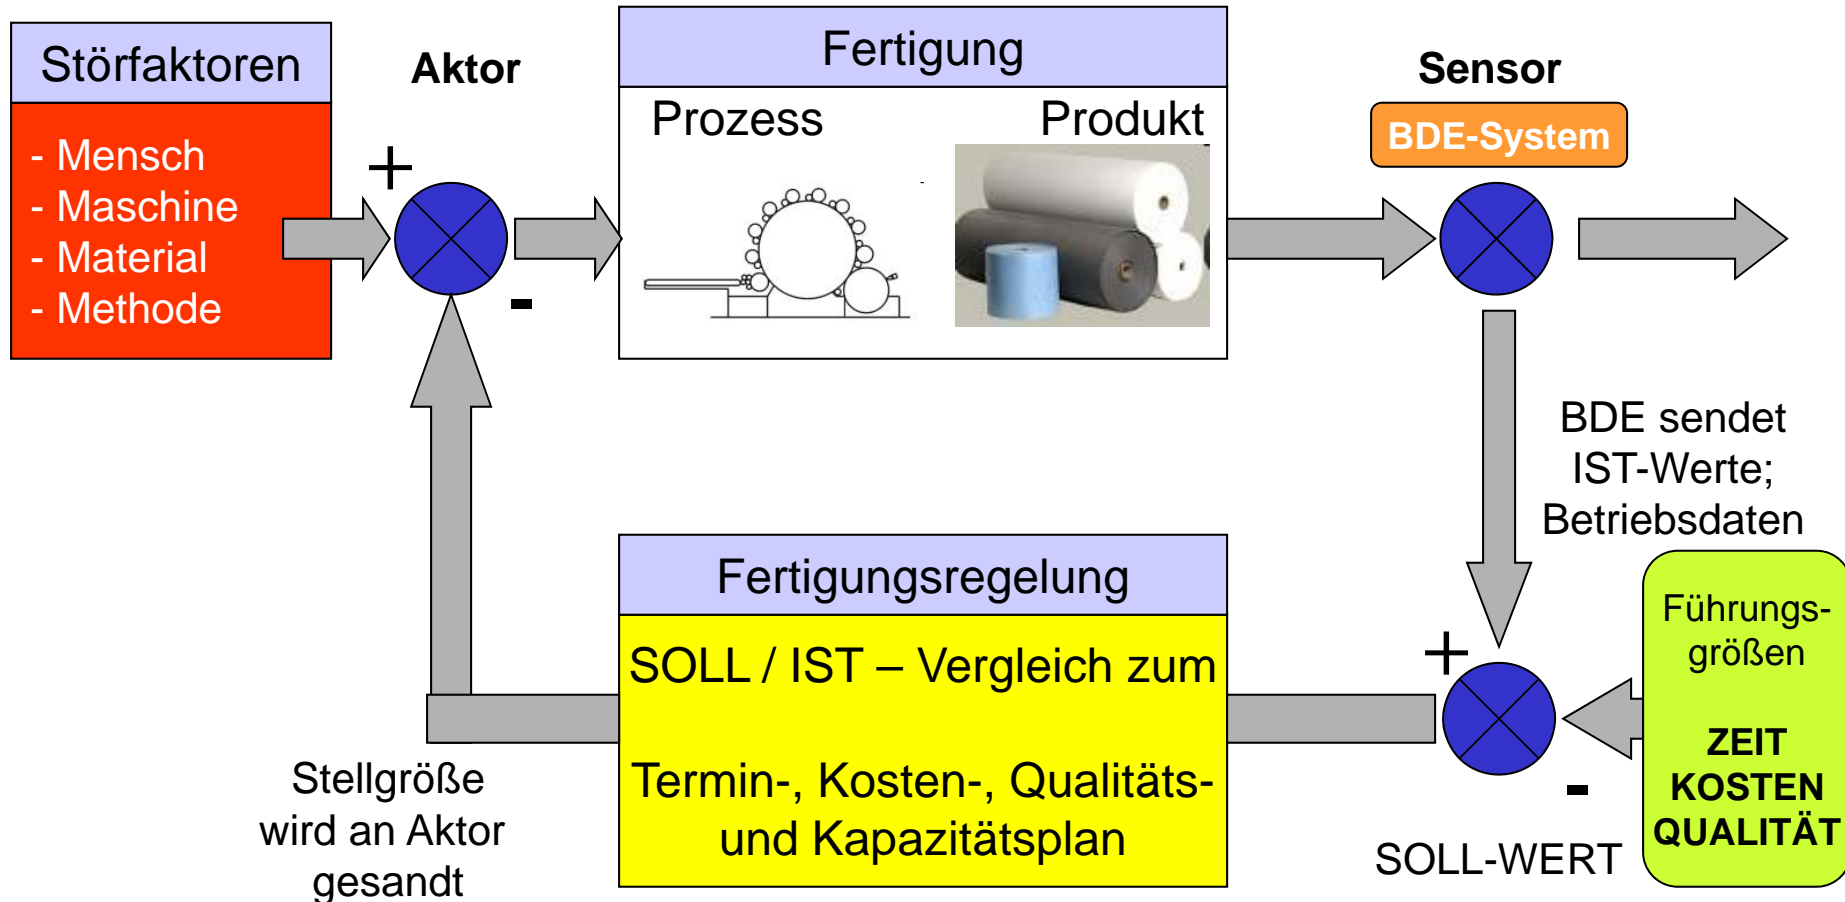 Störfaktoren
- Mensch
- Maschine
- Material
- Methode
Aktor
+
-
Fertigung
Prozess
Produkt
Sensor
BDE-System
BDE sendet
IST-Werte;
Betriebsdaten
Führungs-
größen
ZEIT
KOSTEN
QUALITÄT
+
-
SOLL-WERT
Fertigungsregelung
SOLL / IST – Vergleich zum
Termin-, Kosten-, Qualitäts-
und Kapazitätsplan
Stellgröße
wird an Aktor
gesandt